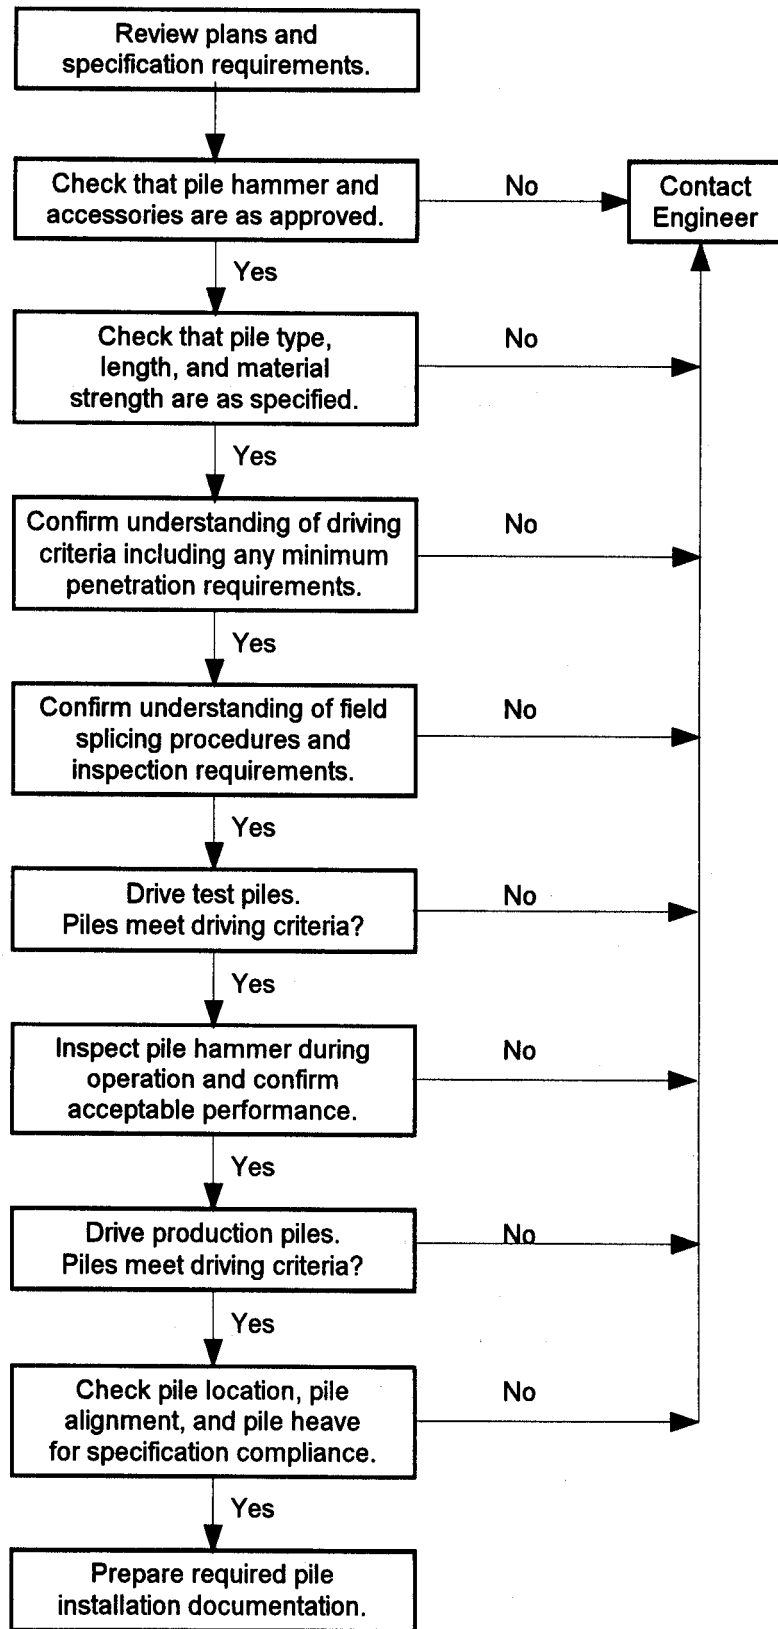 Review plans and
specification requirements.
Check that pile hammer and
accessories are as approved.
No
Contact
Engineer
Yes
Check that pile type,
length, and material
strength are as specified.
No
Yes
Confirm understanding of driving
criteria including any minimum
penetration requirements.
No
Yes
Confirm understanding of field
splicing procedures and
inspection requirements.
No
Yes
Drive test piles.
Piles meet driving criteria?
No
Yes
Inspect pile hammer during
operation and confirm
acceptable performance.
No
Yes
Drive production piles.
Piles meet driving criteria?
No
Yes
Check pile location, pile
alignment, and pile heave
for specification compliance.
No
Yes
Prepare required pile
installation documentation.